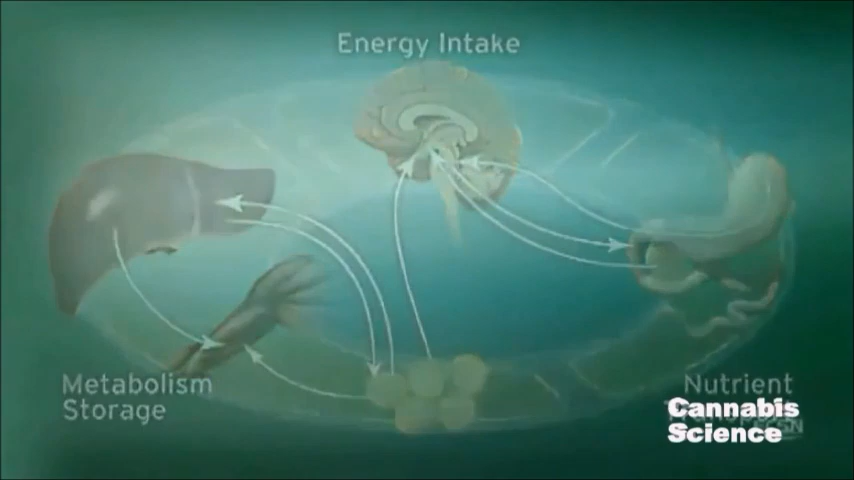 Energy Intake
Metabolism
Storage
Nutrient
Cannabis
Science